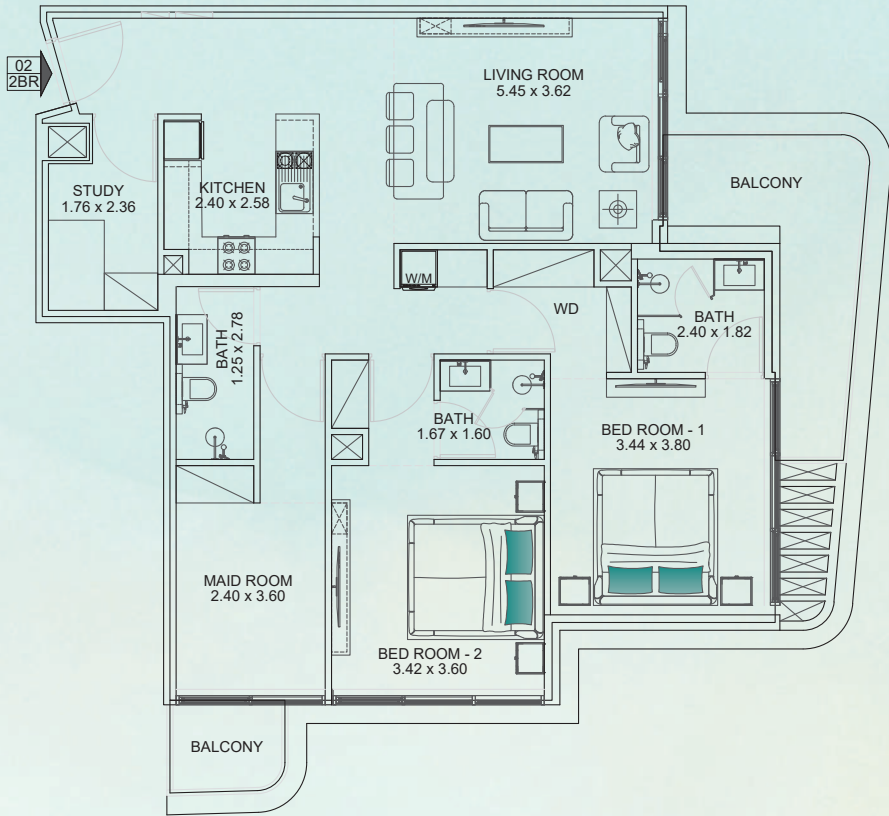 02
2BR
LIVING ROOM
5.45 x 3.62
BALCONY
STUDY
1.76 x 2.36
KITCHEN
2.40 x 2.58
W/M
WD
BATH
2.40 x 1.82
BATH
1.25 x 2.78
BATH
1.67 x 1.60
BED ROOM - 1
3.44 x 3.80
MAID ROOM
2.40 x 3.60
BED ROOM - 2
3.42 x 3.60
BALCONY